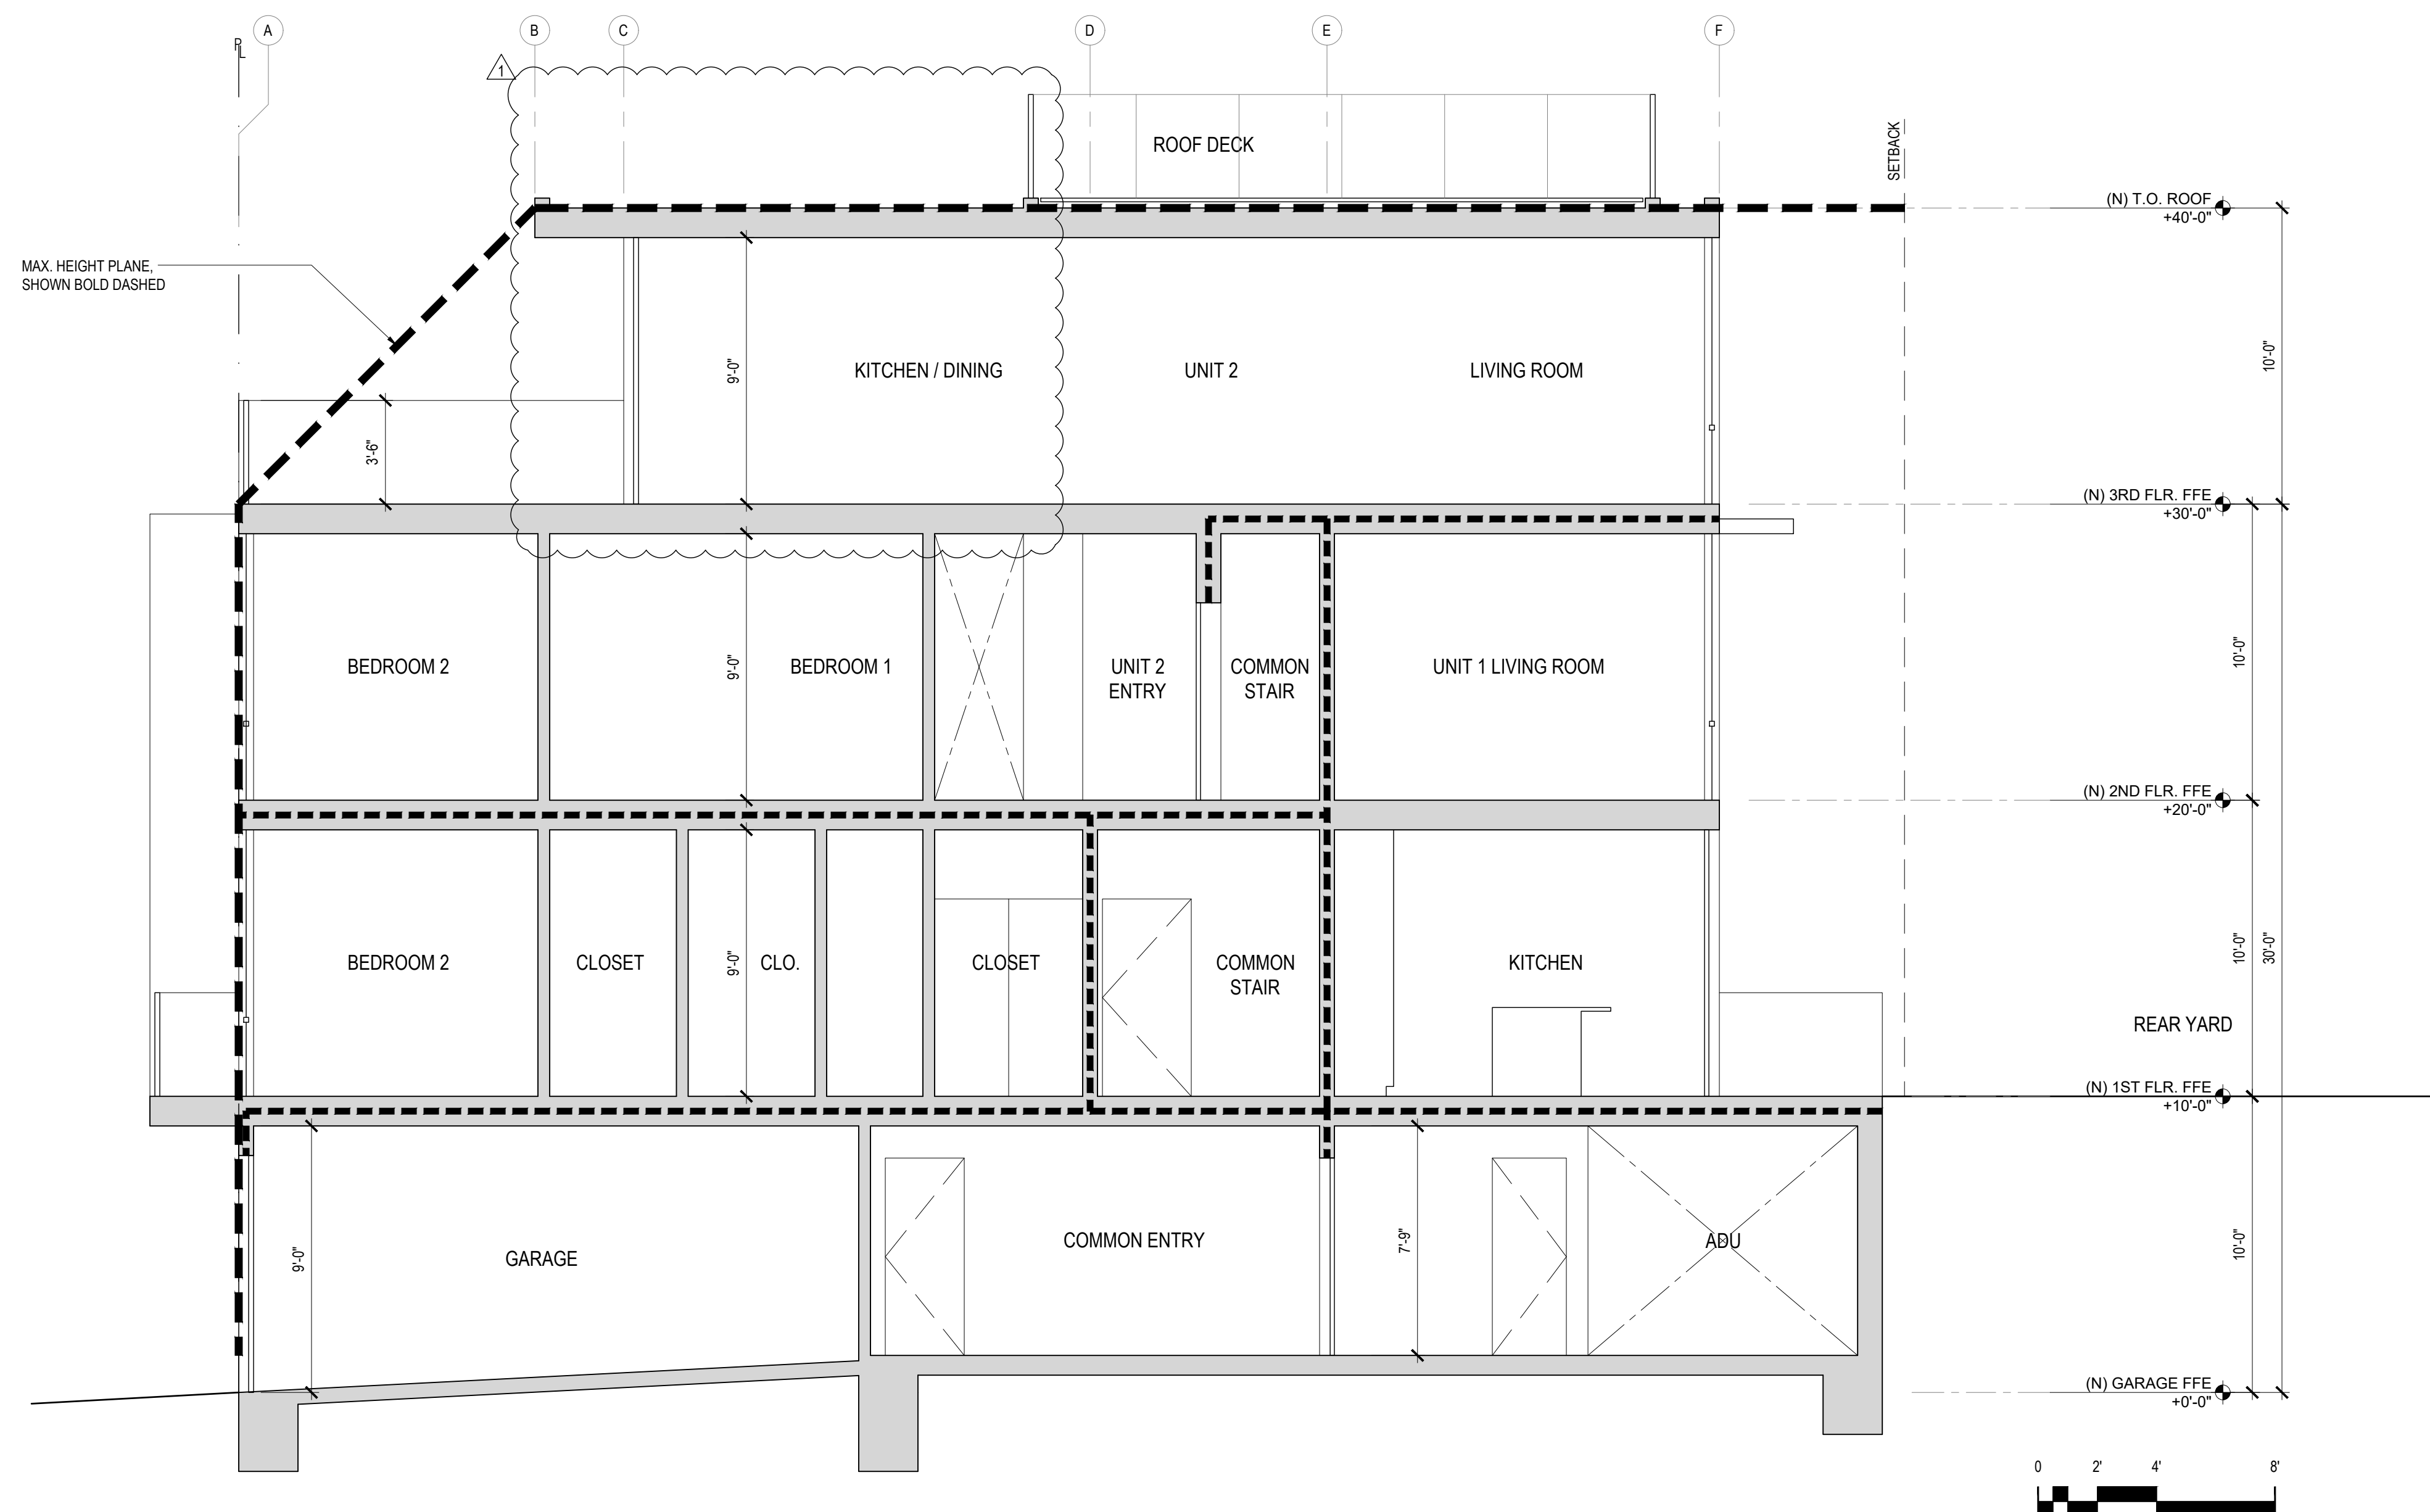 A
B
C
D
E
F
PL
1
ROOF DECK
SETBACK
(N) T.O. ROOF
+40'-0"
MAX. HEIGHT PLANE,
SHOWN BOLD DASHED
9'-0"
KITCHEN / DINING
UNIT 2
LIVING ROOM
10'-0"
3'-6"
(N) 3RD FLR. FFE
+30'-0"
BEDROOM 2
9'-0"
BEDROOM 1
UNIT 2
ENTRY
COMMON
STAIR
UNIT 1 LIVING ROOM
10'-0"
(N) 2ND FLR. FFE
+20'-0"
BEDROOM 2
CLOSET
9'-0"
CLO.
CLOSET
COMMON
STAIR
KITCHEN
10'-0"
30'-0"
REAR YARD
(N) 1ST FLR. FFE
+10'-0"
9'-0"
GARAGE
COMMON ENTRY
7'-9"
ADU
10'-0"
(N) GARAGE FFE
+0'-0"
0
2'
4'
8'